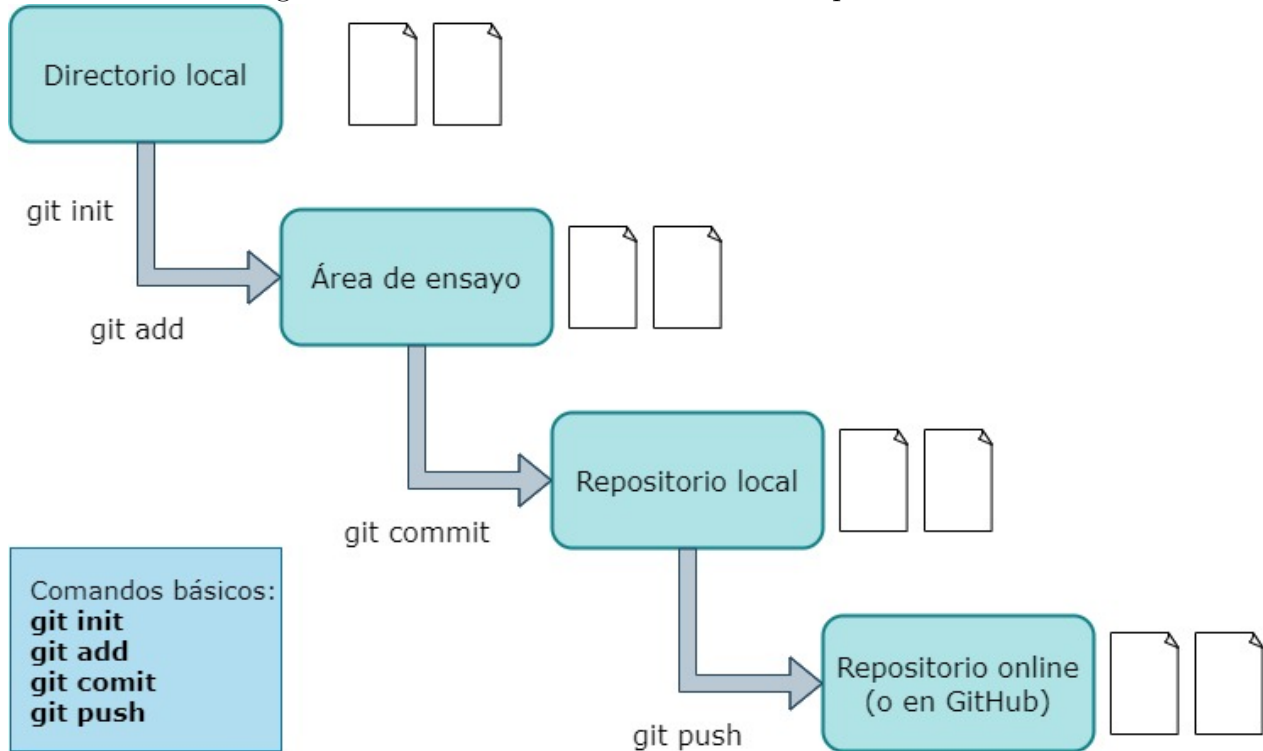 Directorio local
git init
Área de ensayo
git add
Repositorio local
git commit
Comandos básicos:
git init
git add
git comit
git push
Repositorio online
(o en GitHub)
git push